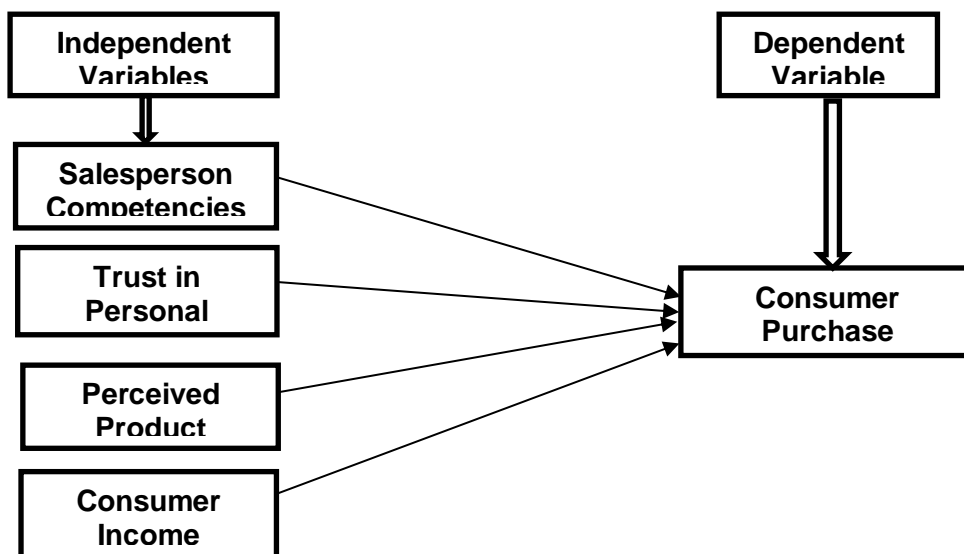 Independent
Variables
Dependent
Variable
Salesperson
Competencies
Trust in
Personal
Consumer
Purchase
Perceived
Product
Consumer
Income